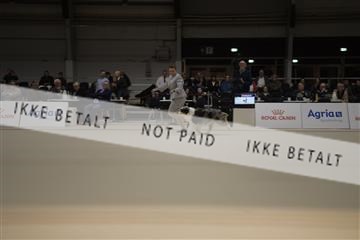 IKKE BETALT NOT PAID IKKE BETALT
ROYAL CANIN
Agria